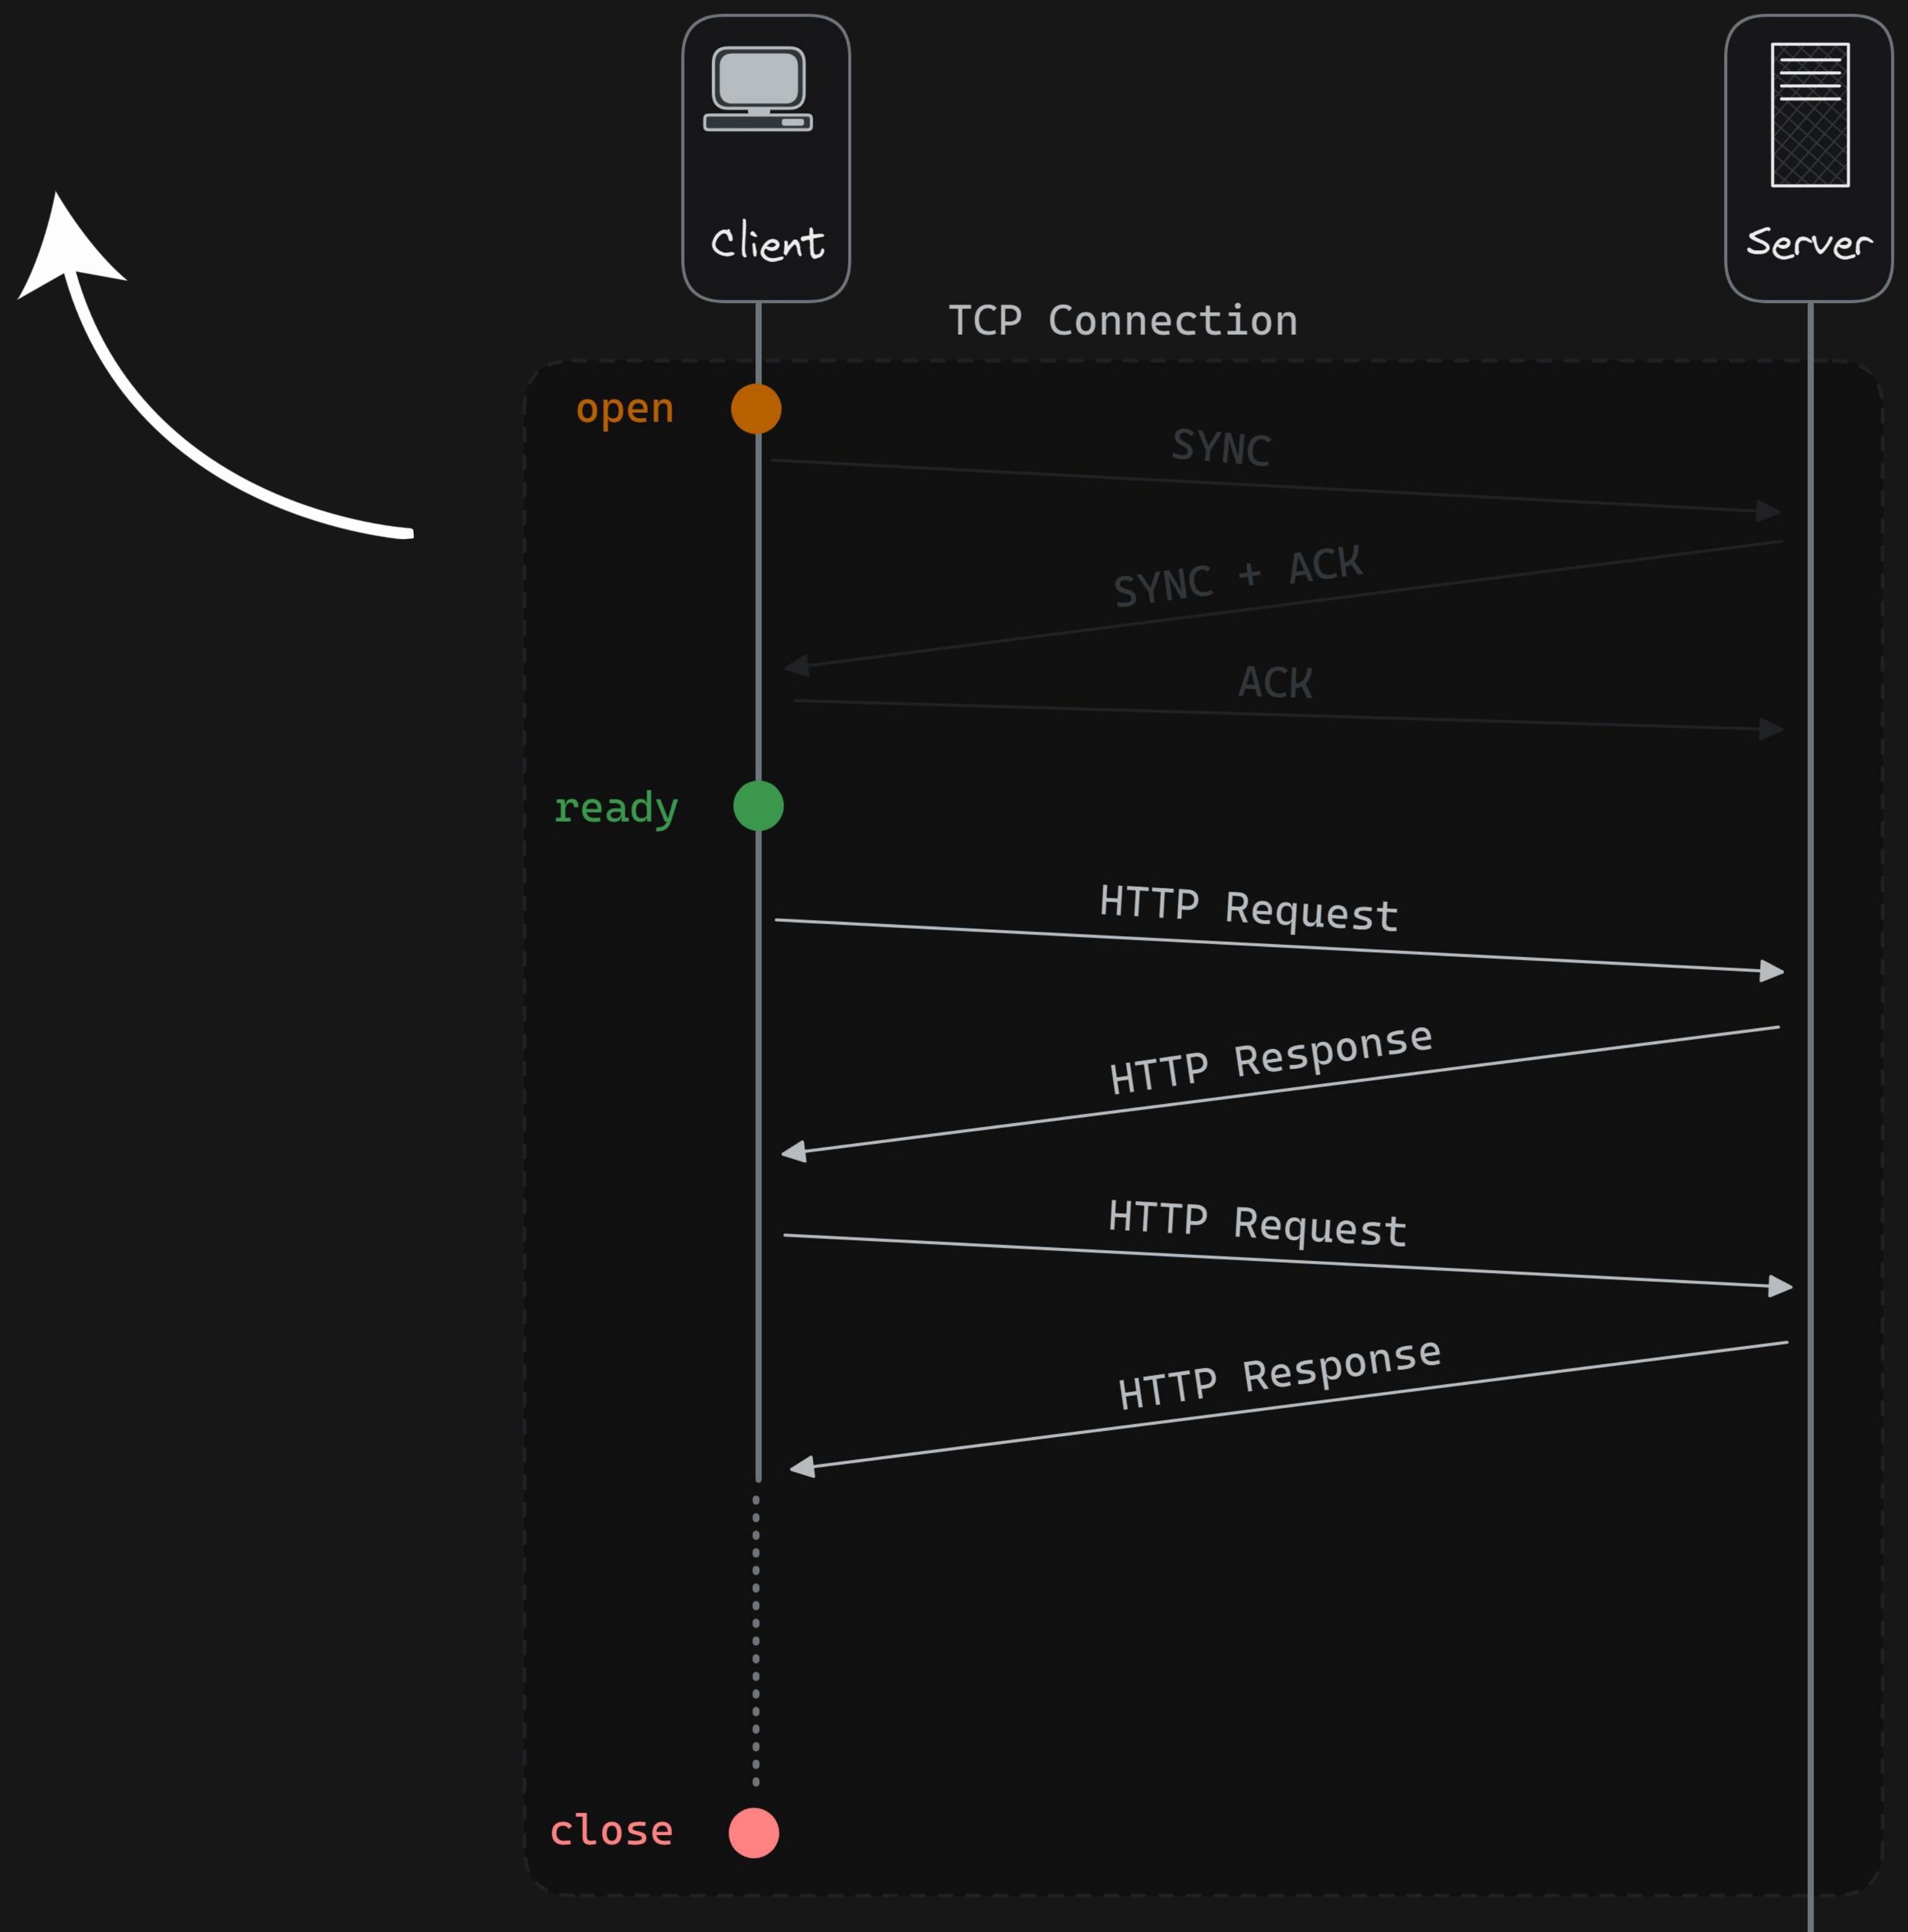 Client
Server
TCP Connection
open
SYNC
SYNC + ACK
ACK
ready
HTTP Request
HTTP Response
HTTP Request
HTTP Response
close